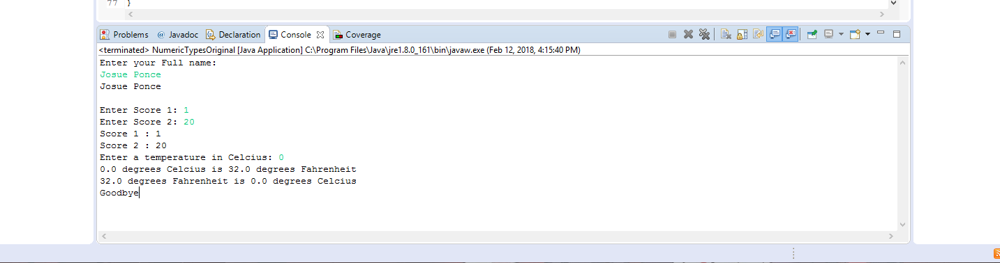 77 }
Problems @ Javadoc Declaration Console Coverage
<terminated> NumericTypesOriginal [Java Application] C:\Program Files\Java\jre1.8.0_161\bin\javaw.exe (Feb 12, 2018, 4:15:40 PM)
Enter your Full name:
Josue Ponce
Josue Ponce
Enter Score 1: 1
Enter Score 2: 20
Score 1 : 1
Score 2 : 20
Enter a temperature in Celcius: 0
0.0 degrees Celcius is 32.0 degrees Fahrenheit
32.0 degrees Fahrenheit is 0.0 degrees Celcius
Goodbye